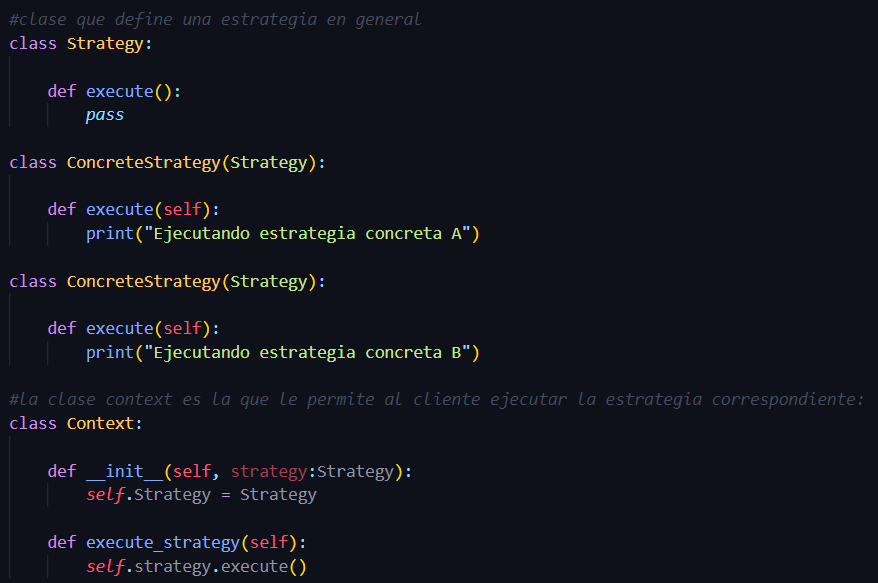 #clase que define una estrategia en general
class Strategy:
    def execute():
        pass
class ConcreteStrategy(Strategy):
    def execute(self):
        print("Ejecutando estrategia concreta A")
class ConcreteStrategy(Strategy):
    def execute(self):
        print("Ejecutando estrategia concreta B")
#la clase context es la que le permite al cliente ejecutar la estrategia correspondiente:
class Context:
    def __init__(self, strategy:Strategy):
        self.Strategy = Strategy
    def execute_strategy(self):
        self.strategy.execute()